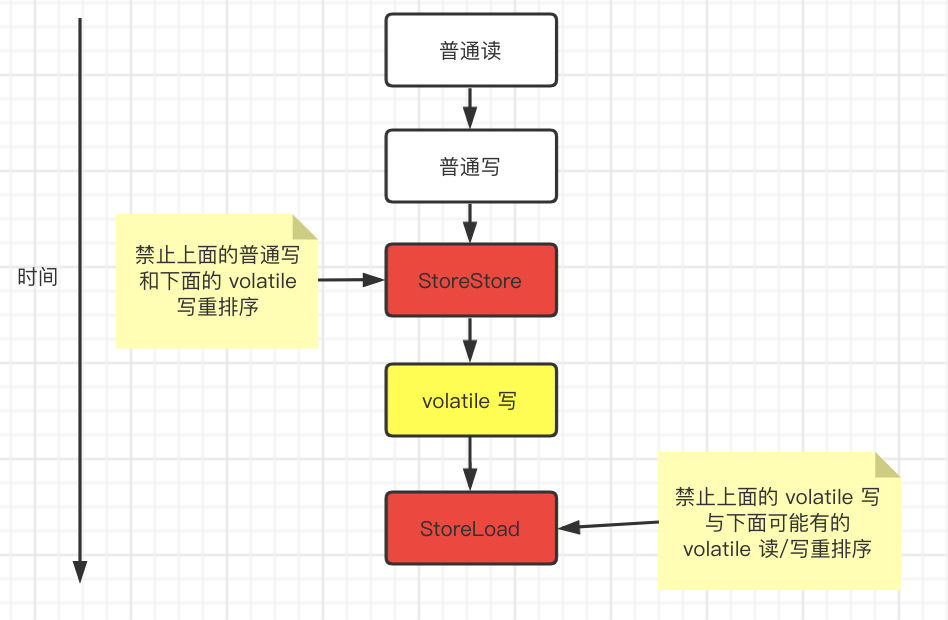 普通读
普通写
禁止上面的普通写
和下面的 volatile
写重排序
时间
StoreStore
volatile 写
禁止上面的 volatile 写
与下面可能有的
volatile 读/写重排序
StoreLoad